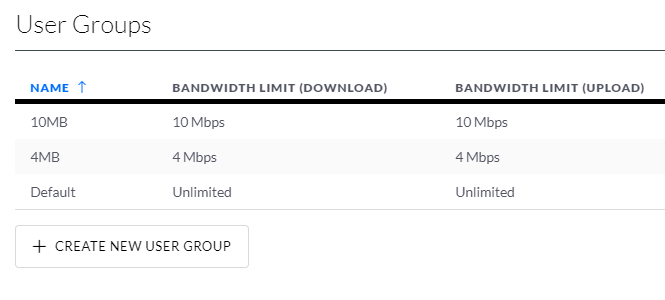 User Groups
NAME ↑ BANDWIDTH LIMIT (DOWNLOAD) BANDWIDTH LIMIT (UPLOAD)
10MB 10 Mbps 10 Mbps
4MB 4 Mbps 4 Mbps
Default Unlimited Unlimited
+ CREATE NEW USER GROUP